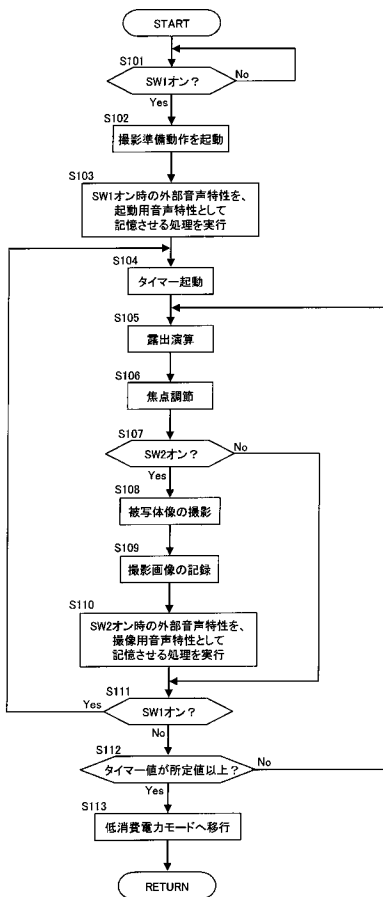 START
S101
SW1オン？
No
Yes
S102
撮影準備動作を起動
S103
SW1オン時の外部音声特性を、
起動用音声特性として
記憶させる処理を実行
S104
タイマー起動
S105
露出演算
S106
焦点調節
S107
SW2オン？
No
Yes
S108
被写体像の撮影
S109
撮影画像の記録
S110
SW2オン時の外部音声特性を、
撮像用音声特性として
記憶させる処理を実行
S111
Yes
SW1オン？
No
S112
タイマー値が所定値以上？
No
Yes
S113
低消費電力モードへ移行
RETURN